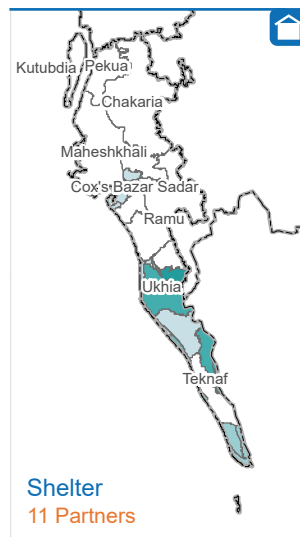 Kutubdia
Pekua
Chakaria
Maheshkhali
Cox's Bazar Sadar
Ramu
Ukhia
Teknaf
Shelter
11 Partners